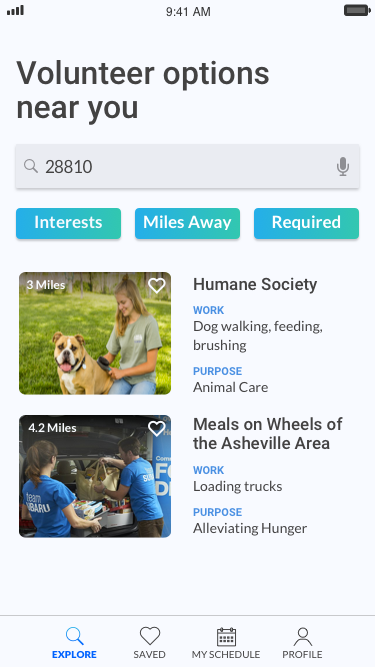 9:41 AM
Volunteer options
near you
28810
Interests
Miles Away
Required
3 Miles
Humane Society
WORK
Dog walking, feeding,
brushing
PURPOSE
Animal Care
4.2 Miles
Meals on Wheels of
the Asheville Area
WORK
Loading trucks
PURPOSE
Alleviating Hunger
team
EXPLORE
SAVED
MY SCHEDULE
PROFILE